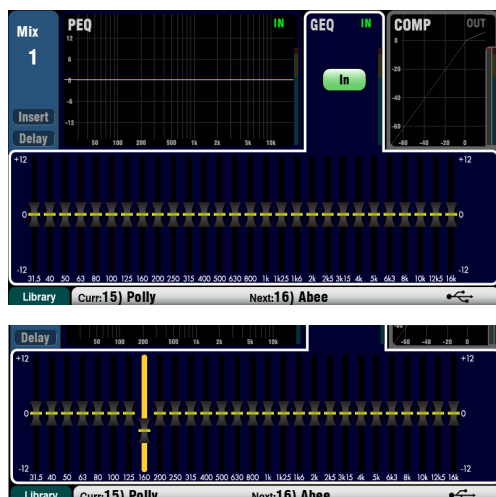 Mix
1
Insert
Delay
PEQ IN
12
6
0
-6
-12
50 100 200 500 1k 2k 5k 10k
GEQ IN
In
COMP OUT
0
-20
-40
-60
-60 -40 -20 0
+12 +12
0 0
-12 -12
31.5 40 50 63 80 100 125 160 200 250 315 400 500 630 800 1k 1k25 1k6 2k 2k5 3k15 4k 5k 6k3 8k 10k 12k5 16k
Library Curr:15) Polly Next:16) Abee
Delay
50 100 200 500 1k 2k 5k 10k
-60 -40 -20 0
+12 +12
0 0
-12 -12
31.5 40 50 63 80 100 125 160 200 250 315 400 500 630 800 1k 1k25 1k6 2k 2k5 3k15 4k 5k 6k3 8k 10k 12k5 16k
Library Curr:15) Polly Next:16) Abee